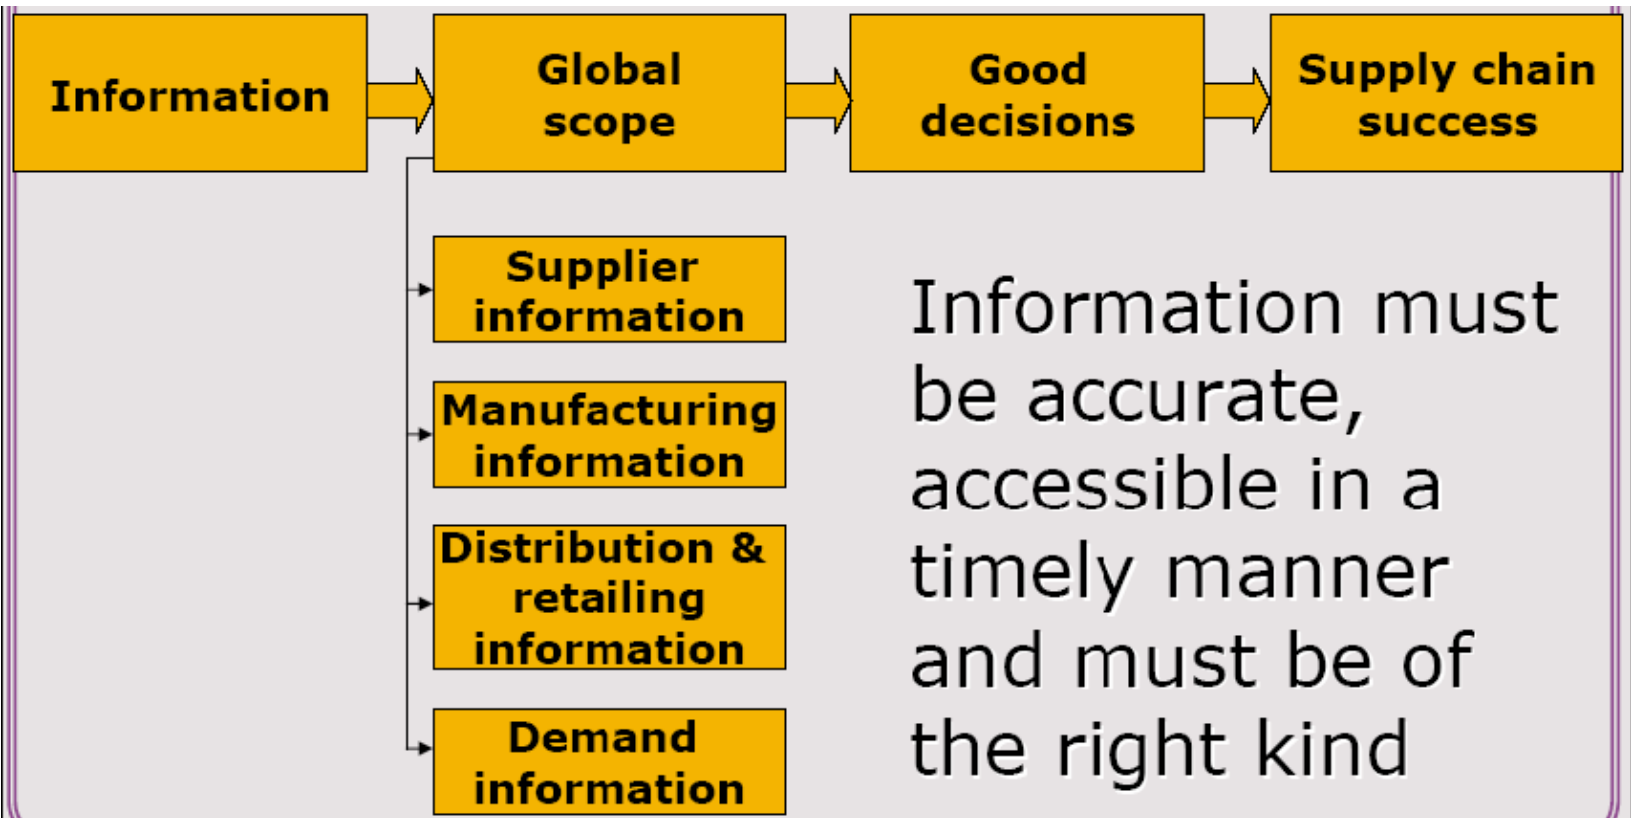 Information
Global
scope
Good
decisions
Supply chain
success
Supplier
information
Manufacturing
information
Distribution &
retailing
information
Demand
information
Information must
be accurate,
accessible in a
timely manner
and must be of
the right kind